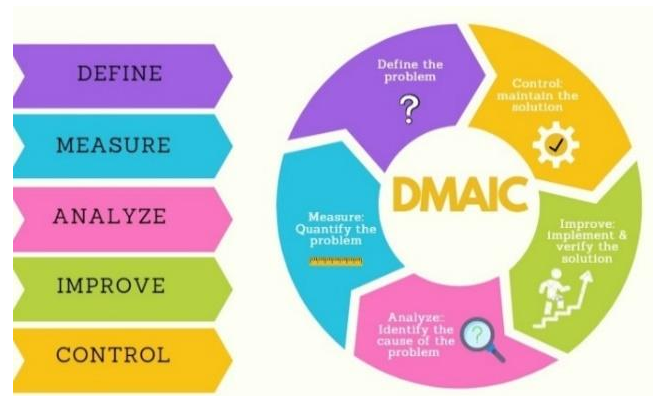 DEFINE
MEASURE
ANALYZE
IMPROVE
CONTROL
Define the
problem
?
Control:
maintain the
solution
DMAIC
Measure:
Quantify the
problem
Improve:
implement &
verify the
solution
Analyze::
Identify the
cause of the
problem
?